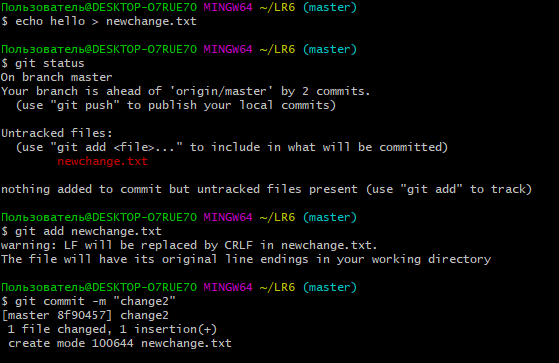 Пользователь@DESKTOP-O7RUE7O MINGW64 ~/LR6 (master)
$ echo hello > newchange.txt
Пользователь@DESKTOP-O7RUE7O MINGW64 ~/LR6 (master)
$ git status
On branch master
Your branch is ahead of 'origin/master' by 2 commits.
(use "git push" to publish your local commits)
Untracked files:
(use "git add <file>..." to include in what will be committed)
newchange.txt
nothing added to commit but untracked files present (use "git add" to track)
Пользователь@DESKTOP-O7RUE7O MINGW64 ~/LR6 (master)
$ git add newchange.txt
warning: LF will be replaced by CRLF in newchange.txt.
The file will have its original line endings in your working directory
Пользователь@DESKTOP-O7RUE7O MINGW64 ~/LR6 (master)
$ git commit -m "change2"
[master 8f90457] change2
1 file changed, 1 insertion(+)
create mode 100644 newchange.txt